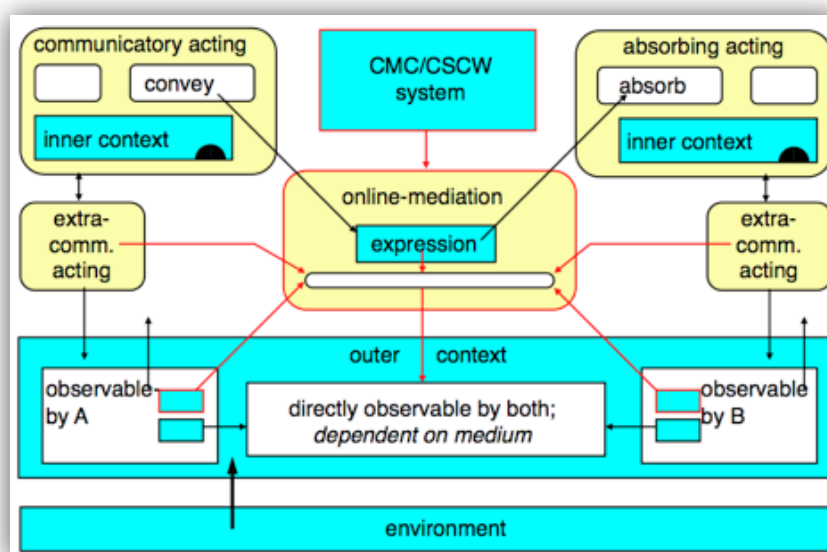 communicatory acting
convey
inner context
CMC/CSCW
system
absorbing acting
absorb
inner context
online-mediation
expression
extra-
comm.
acting
extra-
comm.
acting
outer context
observable
by A
directly observable by both;
dependent on medium
observable
by B
environment